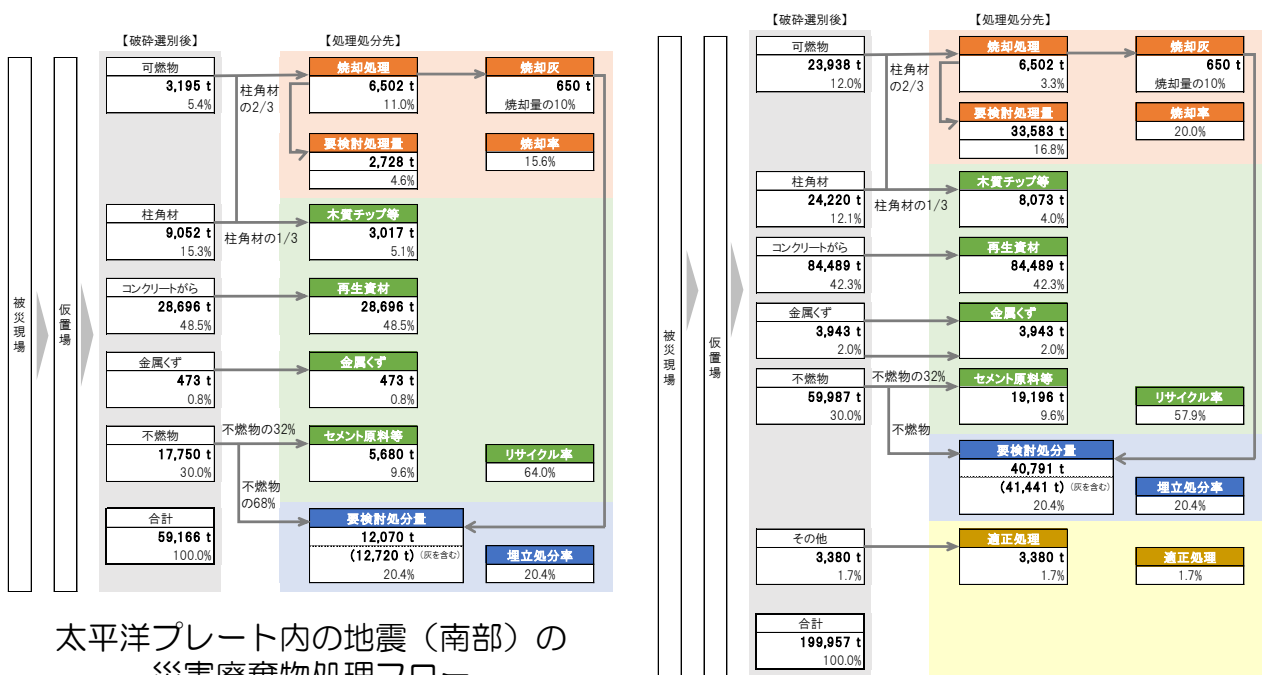 【破砕選別後】
【処理処分先】
被災現場
仮置場
可燃物
3,195 t
5.4%
柱角材
の2/3
焼却処理
6,502 t
11.0%
焼却灰
650 t
焼却量の10%
要検討処理量
2,728 t
4.6%
焼却率
15.6%
柱角材
9,052 t
15.3%
柱角材の1/3
木質チップ等
3,017 t
5.1%
コンクリートがら
28,696 t
48.5%
再生資材
28,696 t
48.5%
金属くず
473 t
0.8%
金属くず
473 t
0.8%
不燃物
17,750 t
30.0%
不燃物の32%
セメント原料等
5,680 t
9.6%
リサイクル率
64.0%
不燃物
の68%
合計
59,166 t
100.0%
要検討処分量
12,070 t
(12,720 t) (灰を含む)
20.4%
埋立処分率
20.4%
太平洋プレート内の地震（南部）の
災害廃棄物処理フロー
【破砕選別後】
【処理処分先】
被災現場
仮置場
可燃物
23,938 t
12.0%
柱角材
の2/3
焼却処理
6,502 t
3.3%
焼却灰
650 t
焼却量の10%
要検討処理量
33,583 t
16.8%
焼却率
20.0%
柱角材
24,220 t
12.1%
柱角材の1/3
木質チップ等
8,073 t
4.0%
コンクリートがら
84,489 t
42.3%
再生資材
84,489 t
42.3%
金属くず
3,943 t
2.0%
金属くず
3,943 t
2.0%
不燃物
59,987 t
30.0%
不燃物の32%
セメント原料等
19,196 t
9.6%
リサイクル率
57.9%
不燃物
要検討処分量
40,791 t
(41,441 t) (灰を含む)
20.4%
埋立処分率
20.4%
その他
3,380 t
1.7%
適正処理
3,380 t
1.7%
適正処理
1.7%
合計
199,957 t
100.0%